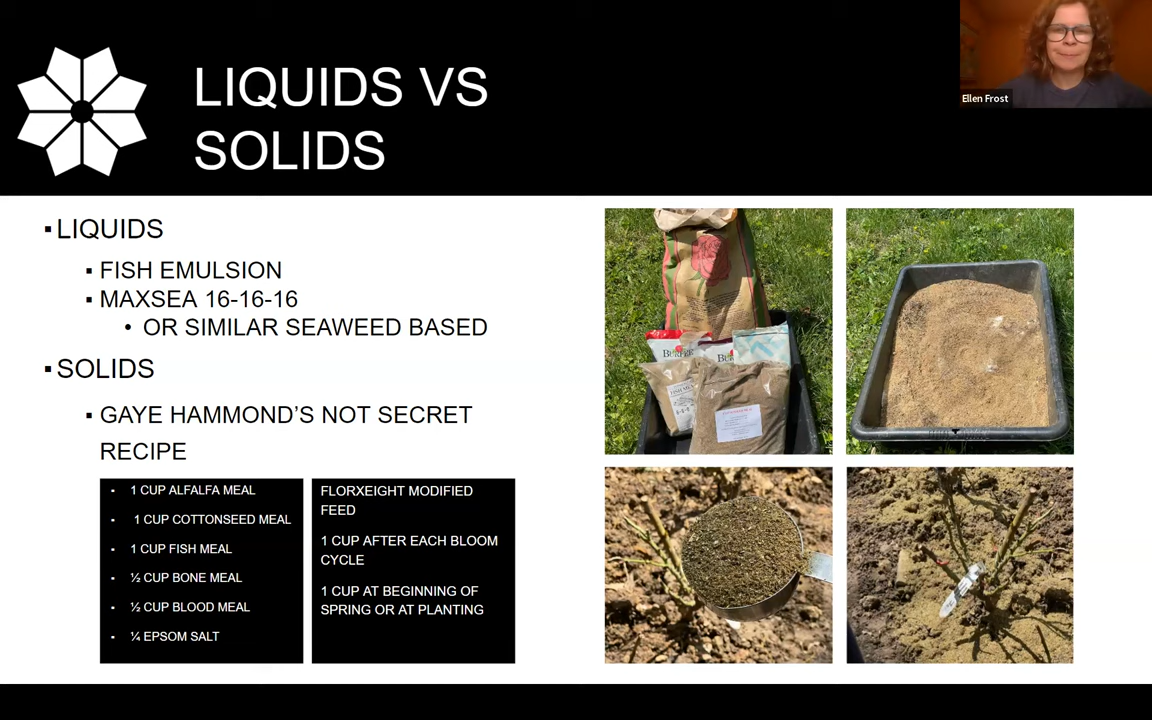 LIQUIDS VS
SOLIDS
Ellen Frost
▪ LIQUIDS
▪ FISH EMULSION
▪ MAXSEA 16-16-16
• OR SIMILAR SEAWEED BASED
▪ SOLIDS
▪ GAYE HAMMOND’S NOT SECRET
RECIPE
▪ 1 CUP ALFALFA MEAL
▪ 1 CUP COTTONSEED MEAL
▪ 1 CUP FISH MEAL
▪ ½ CUP BONE MEAL
▪ ½ CUP BLOOD MEAL
▪ ¼ EPSOM SALT
FLORXEIGHT MODIFIED
FEED
1 CUP AFTER EACH BLOOM
CYCLE
1 CUP AT BEGINNING OF
SPRING OR AT PLANTING